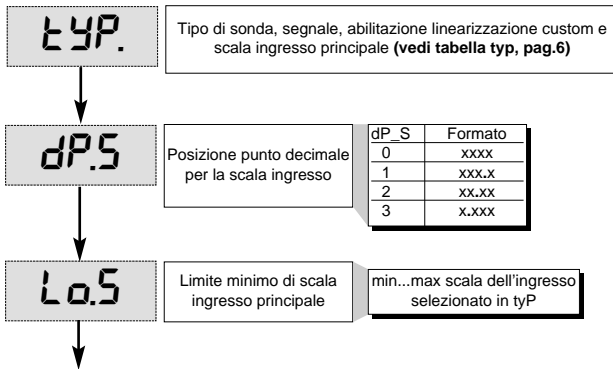 tYP.
Tipo di sonda, segnale, abilitazione linearizzazione custom e
scala ingresso principale (vedi tabella typ, pag.6)
dP.S
Posizione punto decimale
per la scala ingresso
dP_S Formato
0 xxxx
1 xxx.x
2 xx.xx
3 x.xxx
Lo.S
Limite minimo di scala
ingresso principale
min...max scala dell'ingresso
selezionato in tyP